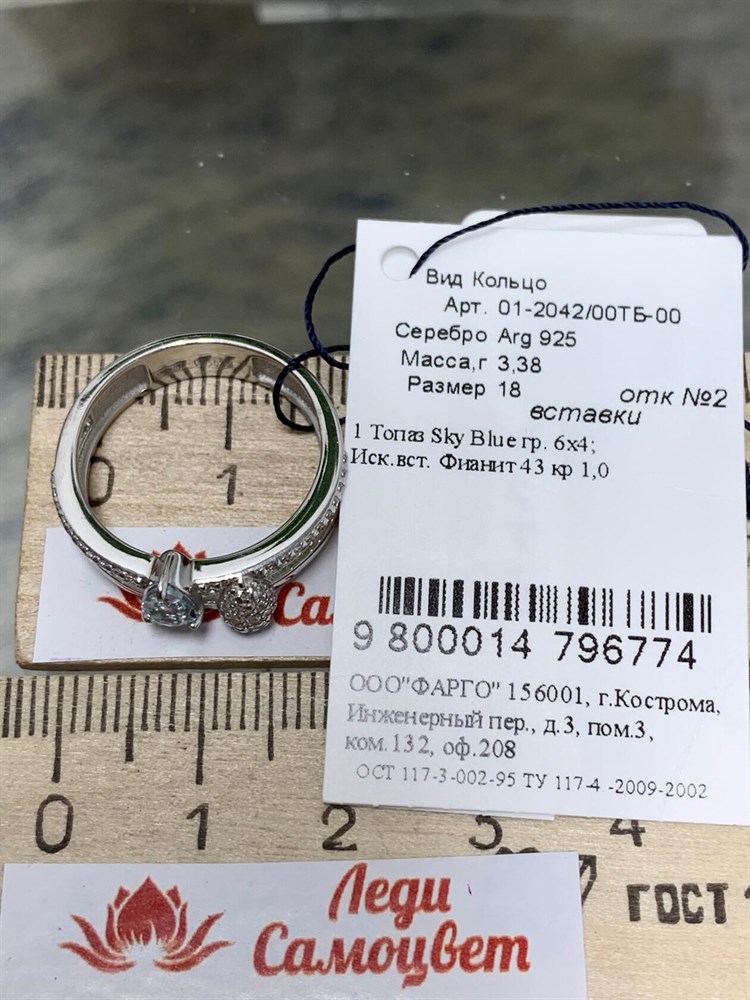 Вид Кольцо
Арт. 01-2042/00ТБ-00
Серебро Arg 925
Масса,г 3,38
Размер 18
отк №2
вставки
1 Топаз Sky Blue гр. 6х4;
Иск.вст. Фианит 43 кр 1,0
9 800014 796774
ООО"ФАРГО" 156001, г.Кострома,
Инженерный пер., д.3, пом.3,
ком.132, оф.208
ОСТ 117-3-002-95 ТУ 117-4 -2009-2002
0 1
Са
0 1 2 3 4
ГОСТ
Леди
Самоцвет